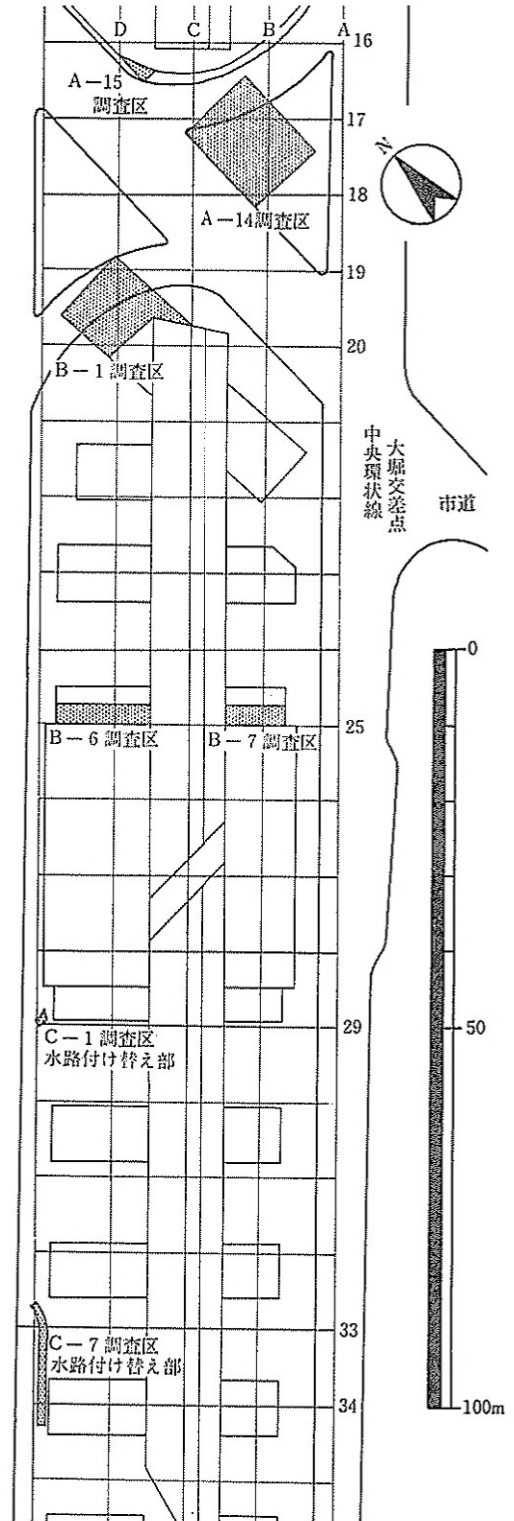 D C B A
16
A-15
調査区
17
N
18
A-14調査区
19
20
B-1調査区
中央環状線
大堀交差点
市道
0
25
B-6調査区
B-7調査区
29
50
C-1調査区
水路付け替え部
33
C-7調査区
水路付け替え部
34
100m